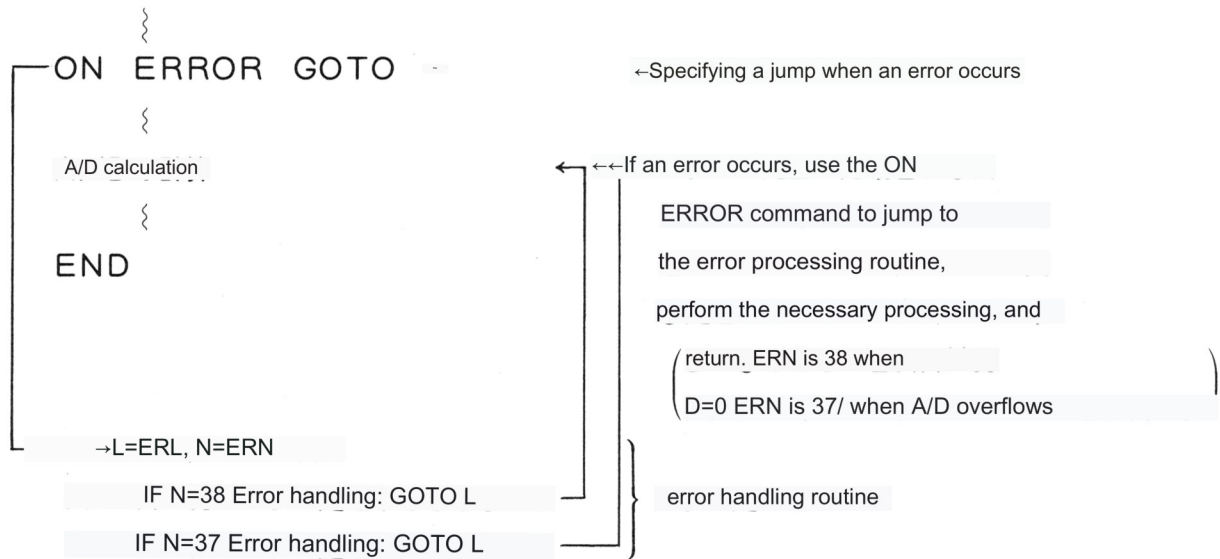 ON ERROR GOTO
←Specifying a jump when an error occurs
A/D calculation
←←If an error occurs, use the ON
ERROR command to jump to
END
the error processing routine,
perform the necessary processing, and
return. ERN is 38 when
D=0 ERN is 37/ when A/D overflows
→L=ERL, N=ERN
IF N=38 Error handling: GOTO L
error handling routine
IF N=37 Error handling: GOTO L